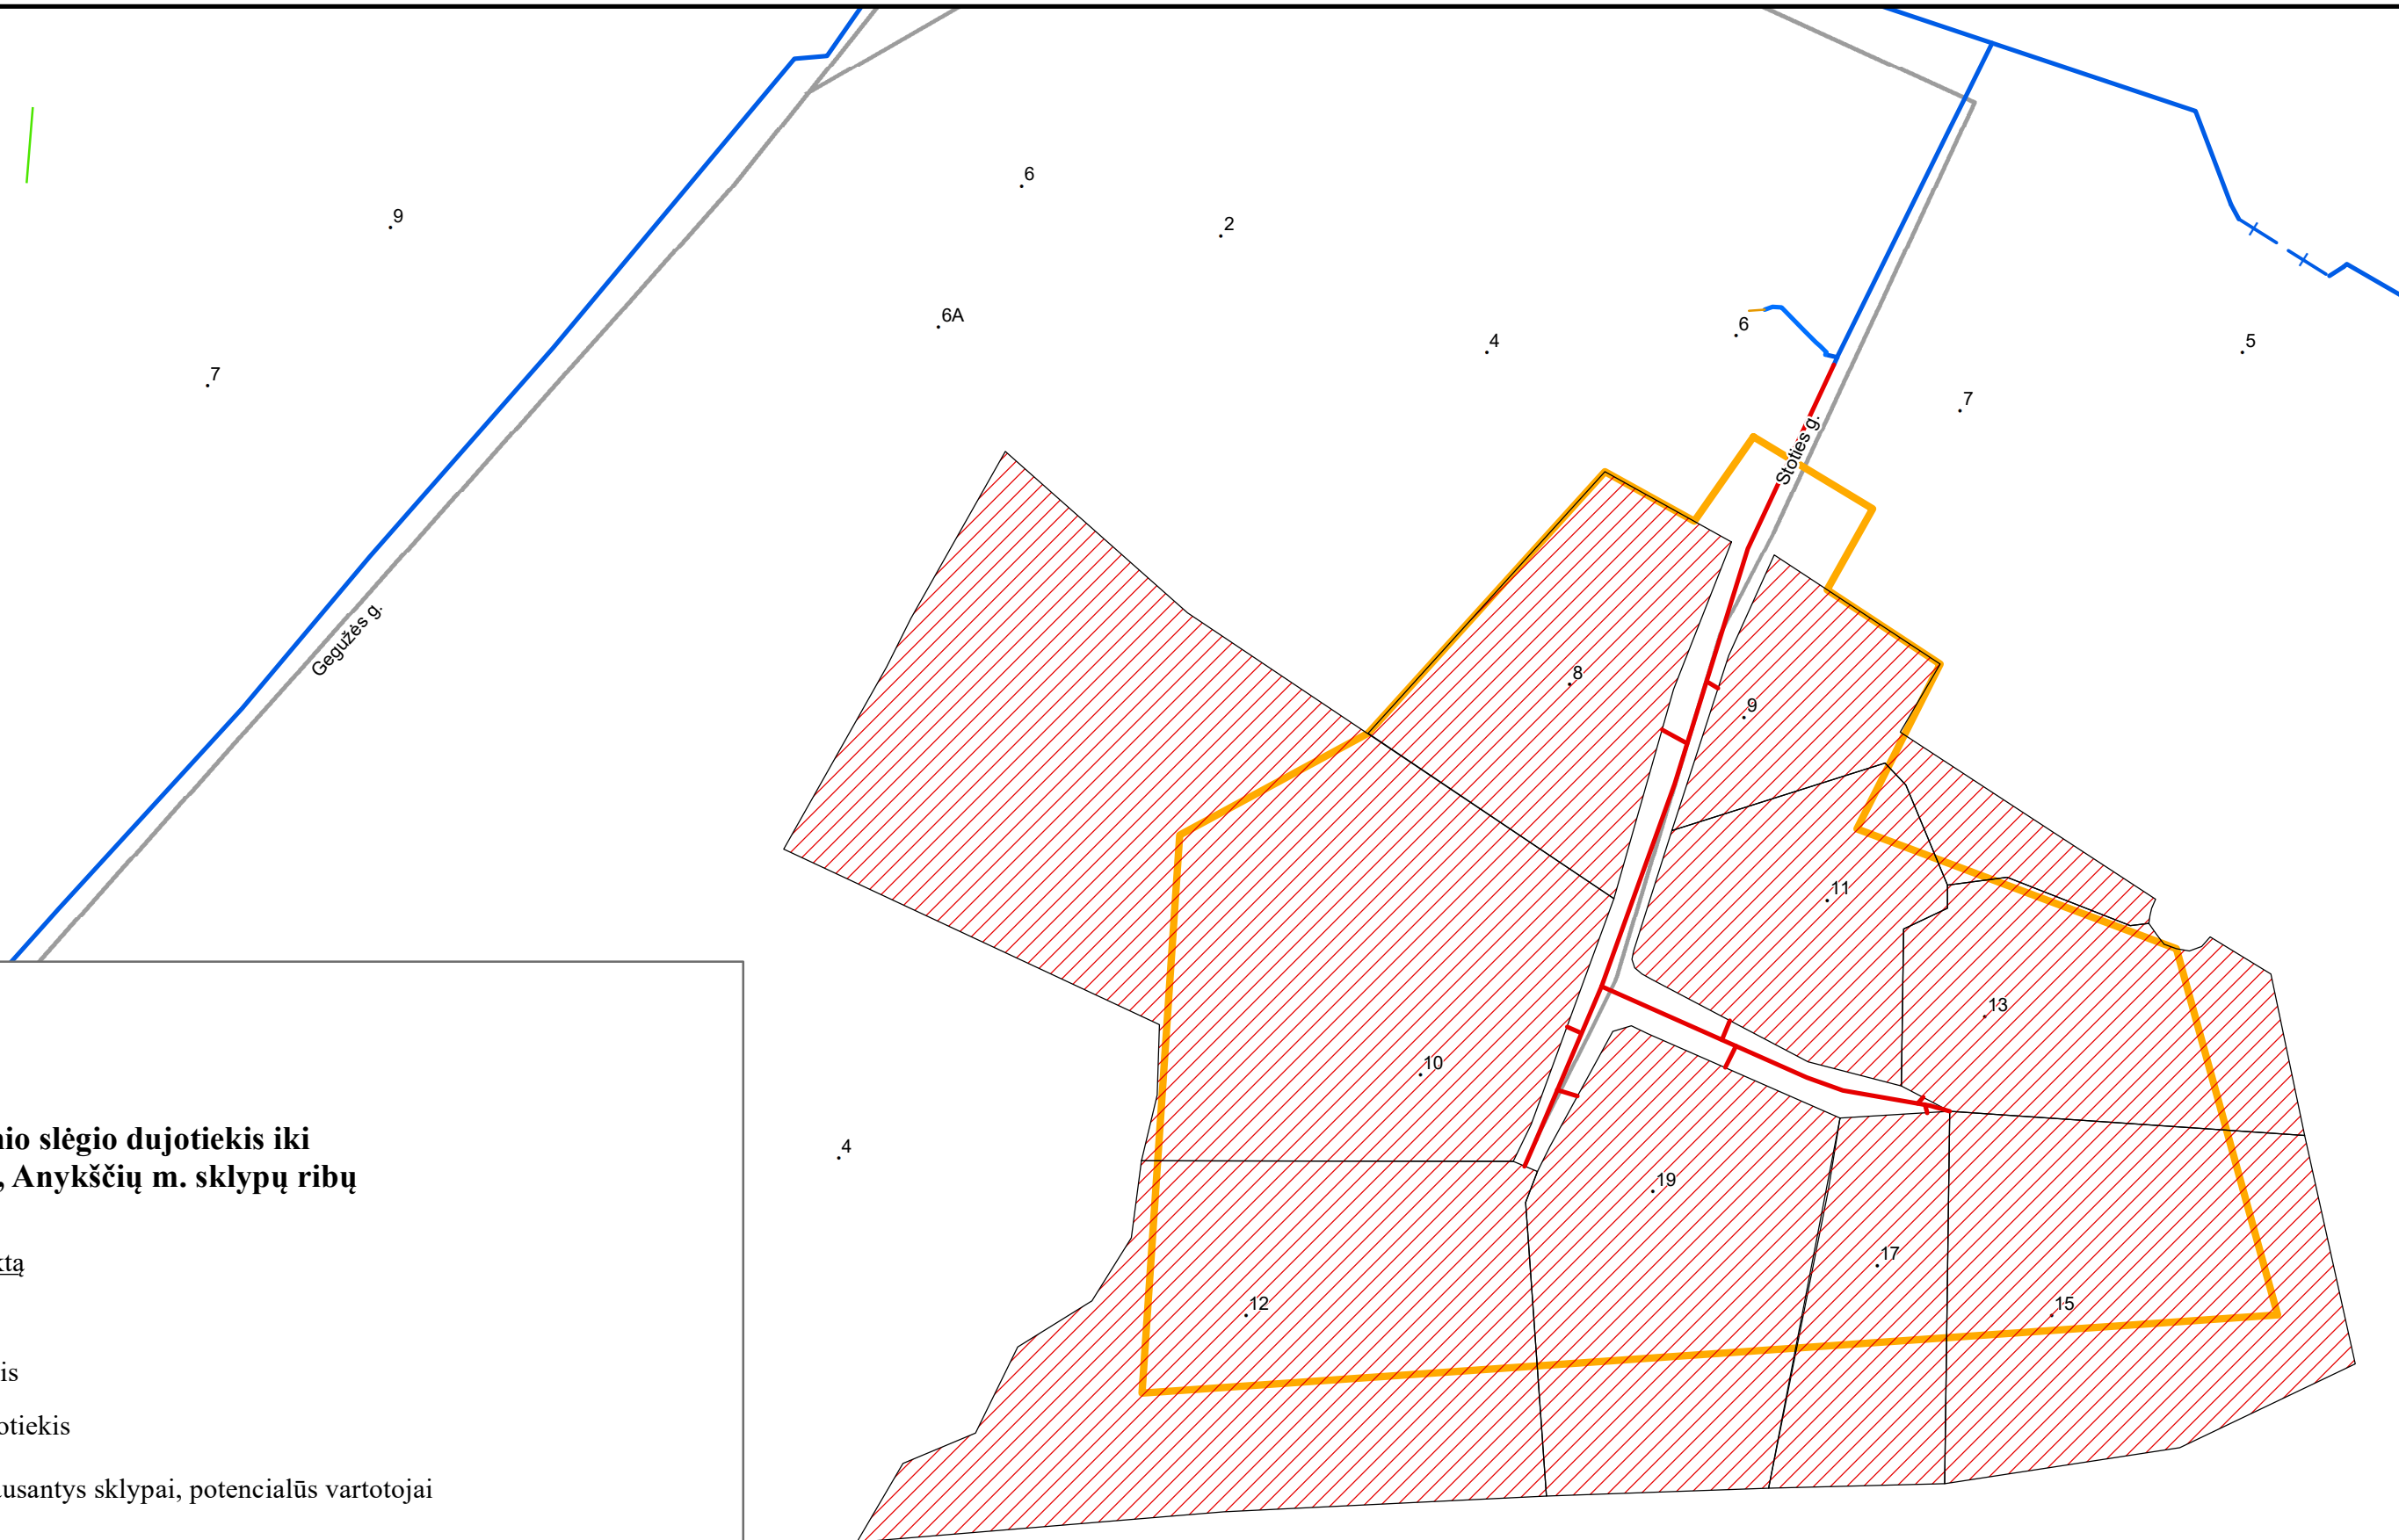 6
9
2
6A
6
4
5
7
7
Stoties g.
Gegužės g.
8
9
11
13
10
4
19
17
12
15
nio slėgio dujotiekis iki
, Anykščių m. sklypų ribų
ktą
is
otiekis
usantys sklypai, potencialūs vartotojai